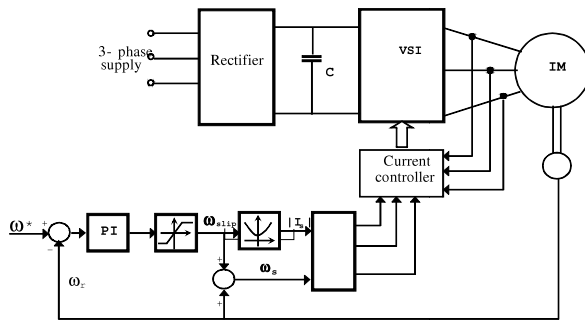 3- phase
supply
Rectifier
C
VSI
IM
Current
controller
ω*
+
−
PI
ωslip
|Is|
ωr
+
+
ωs